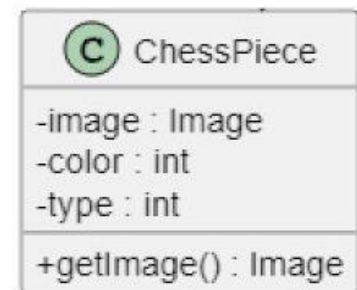 C ChessPiece
-image : Image
-color : int
-type : int
+getImage() : Image